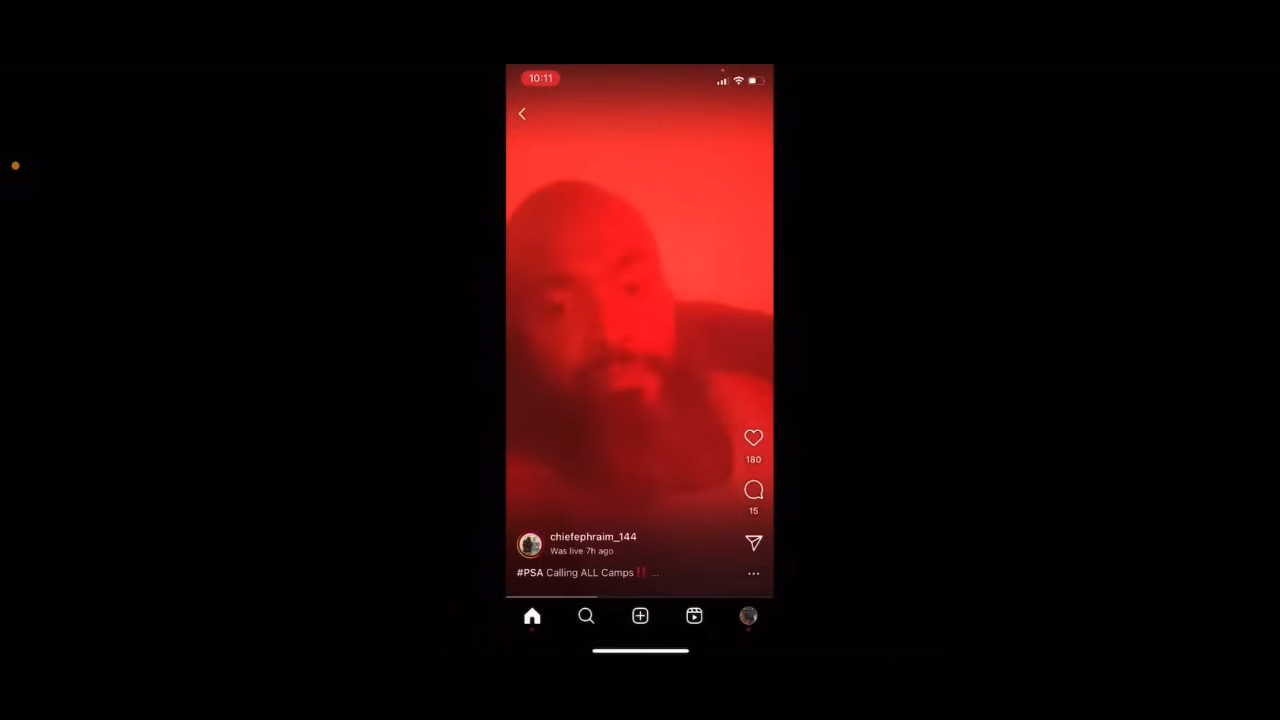 10:11
180
15
chiefephraim_144
Was live 7h ago
#PSA Calling ALL Camps‼️ ...